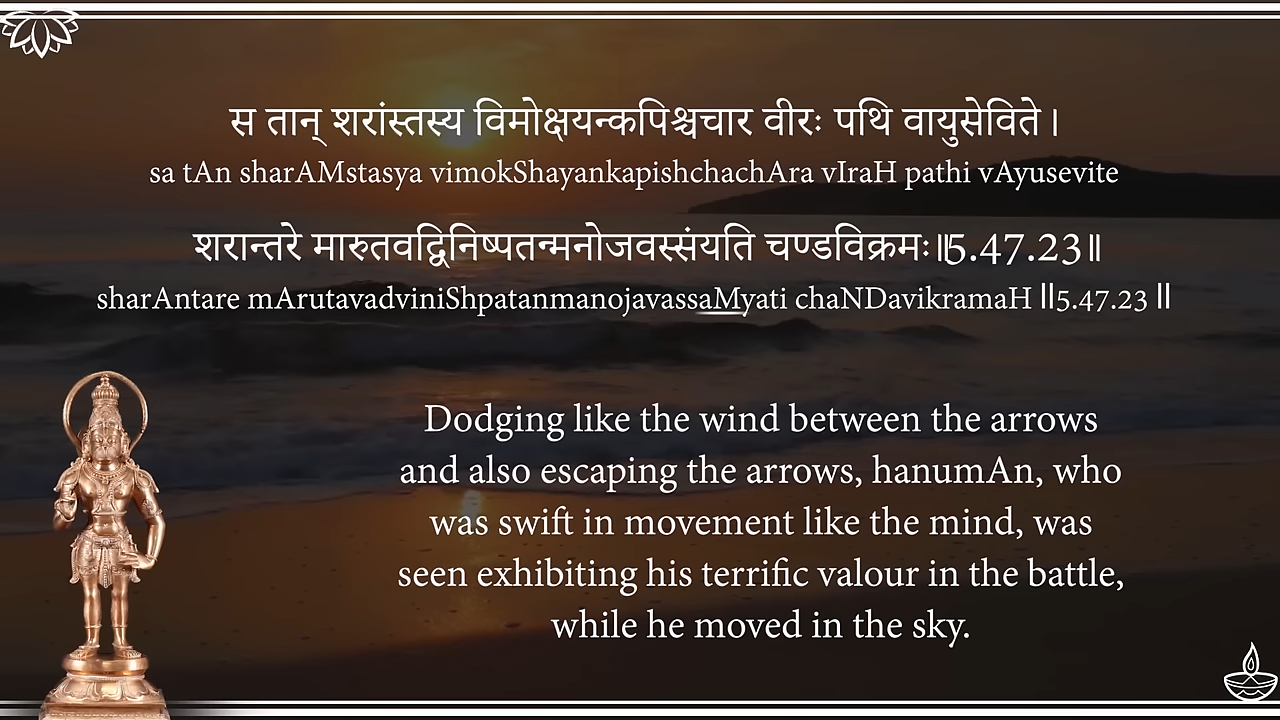 स तान् शरांस्तस्य विमोक्षयन्कपिश्चचार वीरः पथि वायुसेविते।
sa tAn sharAMstasya vimokShayankapishchachAra vIraH pathi vAyusevite
शरान्तरे मारुतवद्विनिष्पतन्मनोजवस्संयति चण्डविक्रमः॥5.47.23॥
sharAntare mArutavadviniShpatanmanojavassaMyati chaNDavikramaH ॥5.47.23 ॥
Dodging like the wind between the arrows
and also escaping the arrows, hanumAn, who
was swift in movement like the mind, was
seen exhibiting his terrific valour in the battle,
while he moved in the sky.